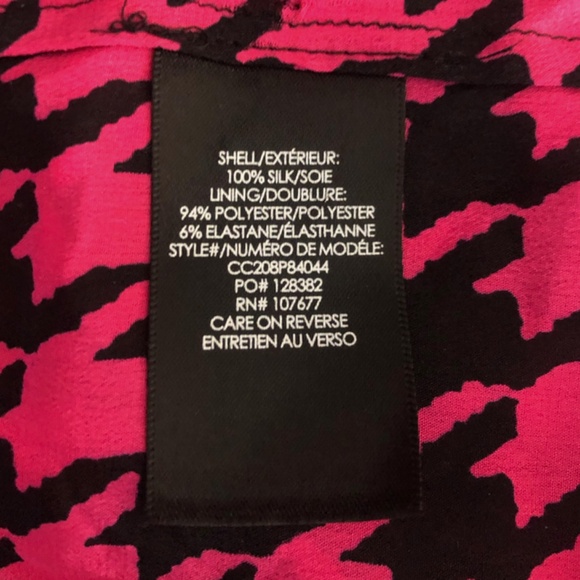 SHELL/EXTÉRIEUR:
100% SILK/SOIE
LINING/DOUBLURE:
94% POLYESTER/POLYESTER
6% ELASTANE/ÉLASTHANNE
STYLE#/NUMÉRO DE MODÉLE:
CC208P84044
PO# 128382
RN# 107677
CARE ON REVERSE
ENTRETIEN AU VERSO